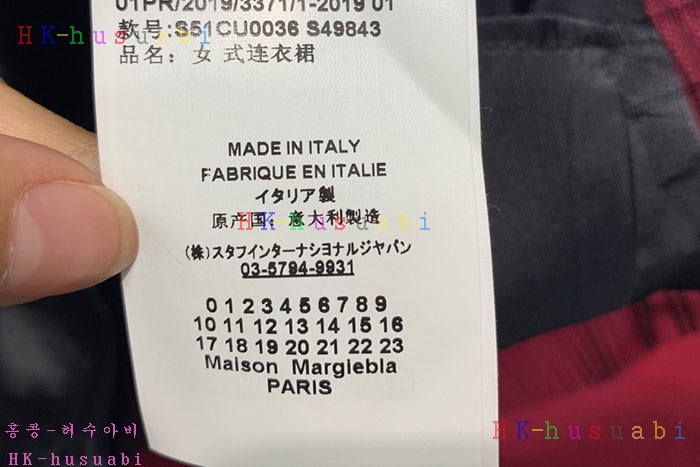 01PR/2019/3371/1-2019 01
款号:S51CU0036 S49843
HK-husuabi
品名：女 式连衣裙
MADE IN ITALY
FABRIQUE EN ITALIE
イタリア製
原产国：意大利製造
HK-husuabi
(株)スタフインターナシヨナルジャパン
03-5794-9931
0 1 2 3 4 5 6 7 8 9
10 11 12 13 14 15 16
17 18 19 20 21 22 23
Maison Margiebla
PARIS
홍콩-허수아비
HK-husuabi
HK-husuabi